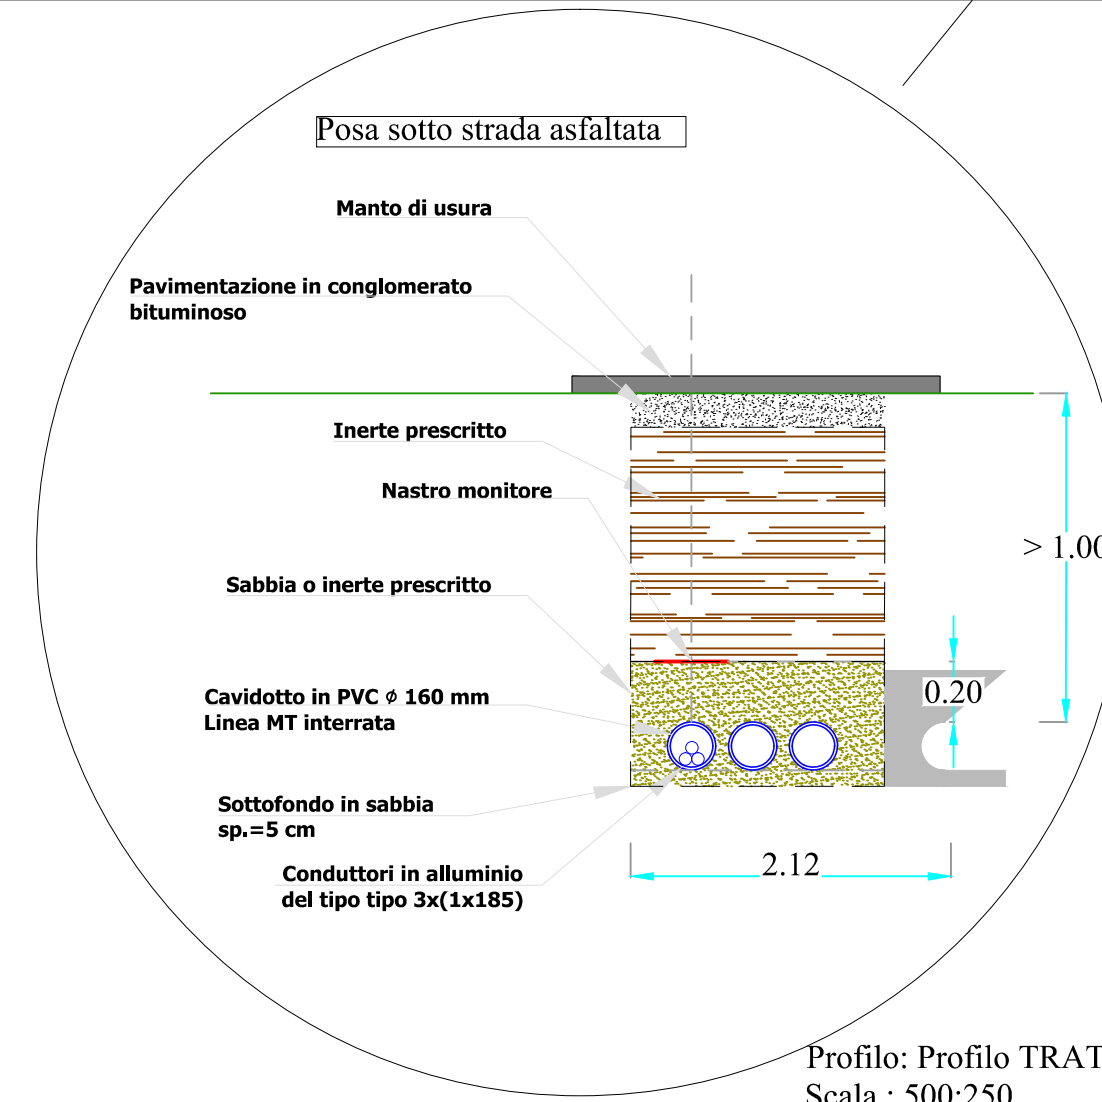 Posa sotto strada asfaltata
Manto di usura
Pavimentazione in conglomerato
bituminoso
Inerte prescritto
Nastro monitore
> 1.00
Sabbia o inerte prescritto
Cavidotto in PVC ϕ 160 mm
Linea MT interrata
0.20
Sottofondo in sabbia
sp.=5 cm
2.12
Conduttori in alluminio
del tipo tipo 3x(1x185)
Profilo: Profilo TRAT
Scala : 500:250